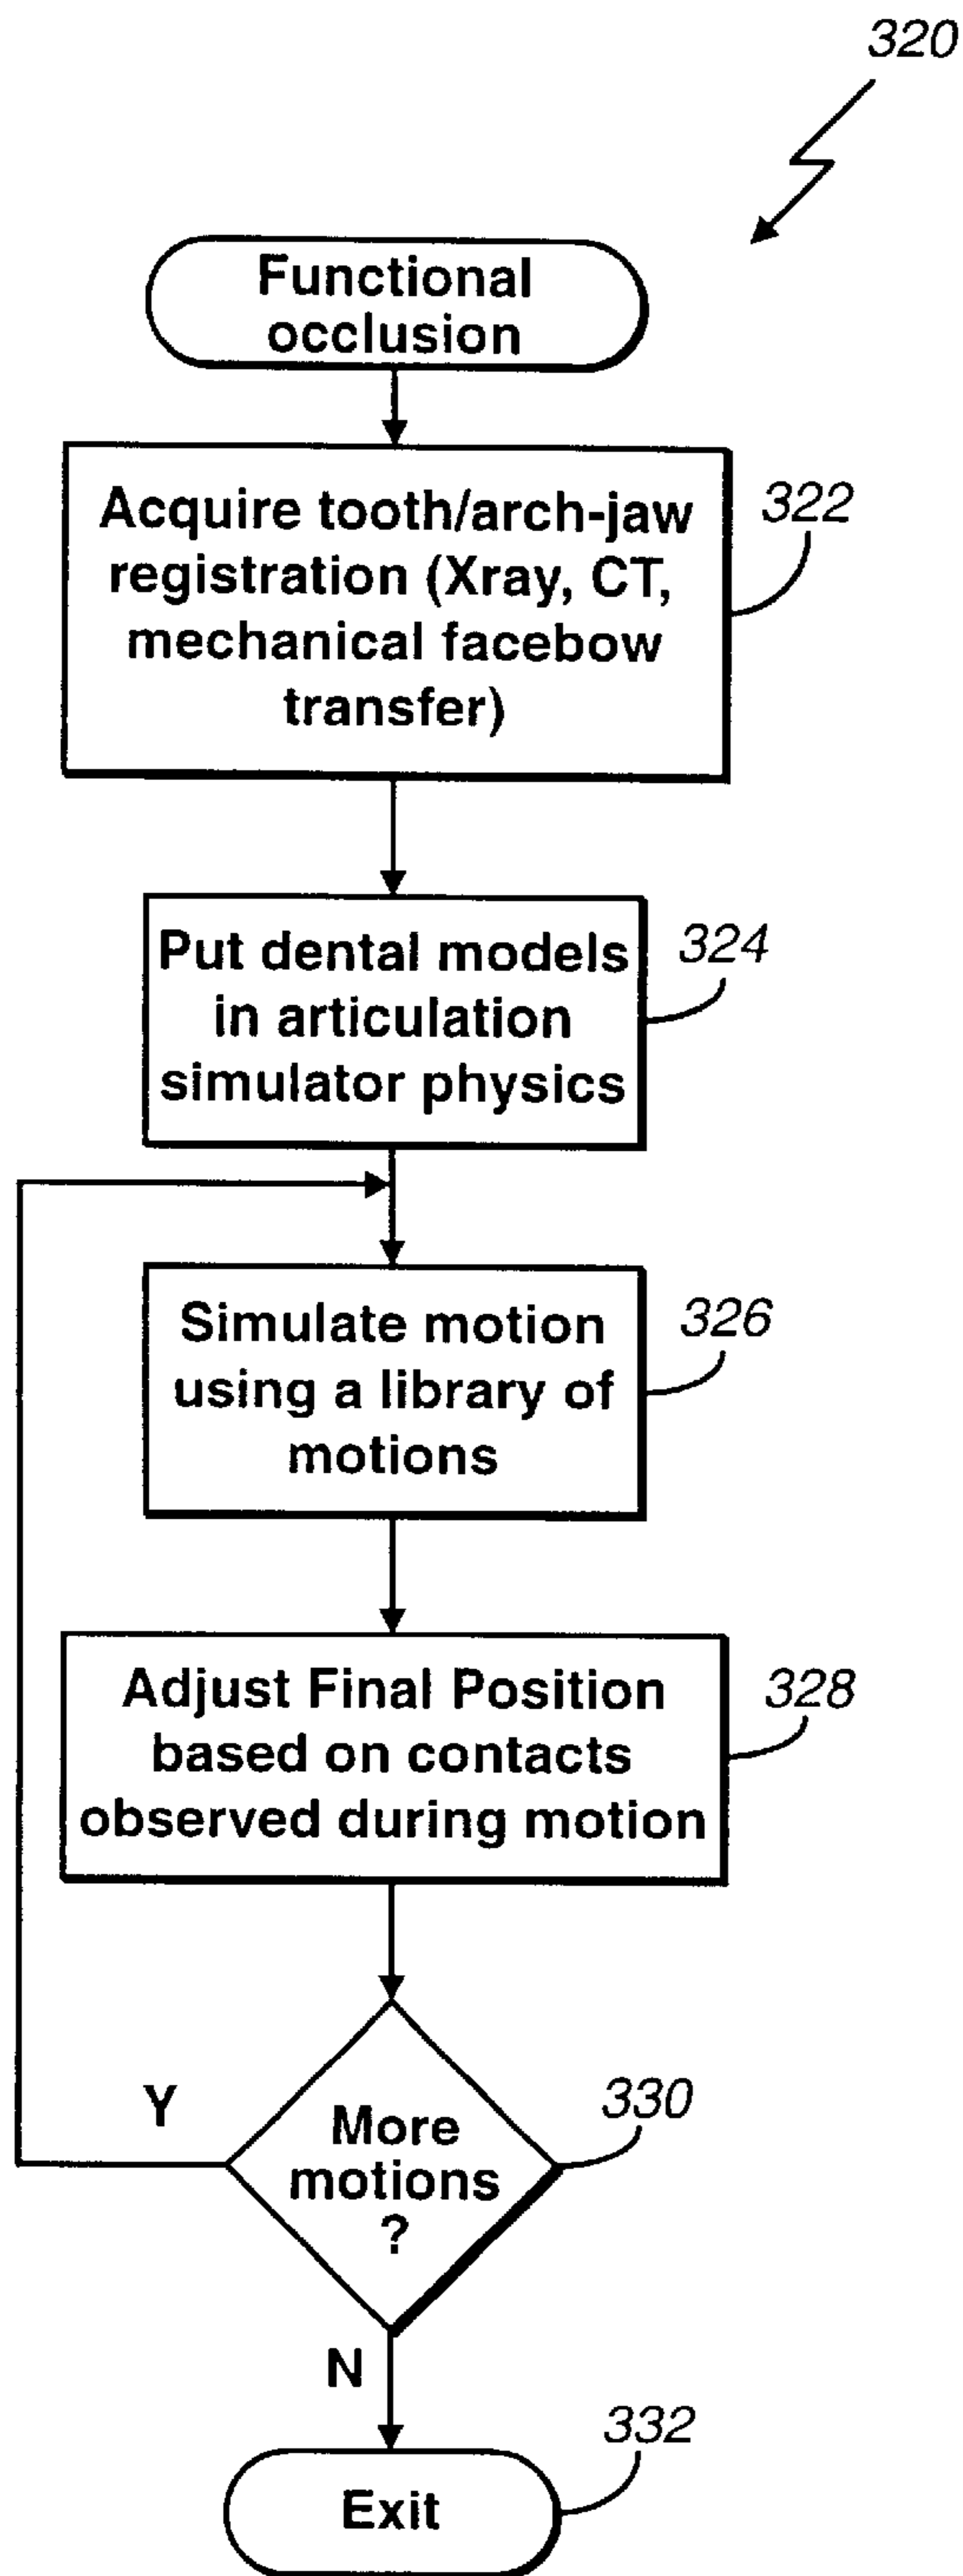 320
Functional
occlusion
Acquire tooth/arch-jaw
registration (Xray, CT,
mechanical facebow
transfer)
322
Put dental models
in articulation
simulator physics
324
Simulate motion
using a library of
motions
326
Adjust Final Position
based on contacts
observed during motion
328
Y
More
motions
?
330
N
Exit
332